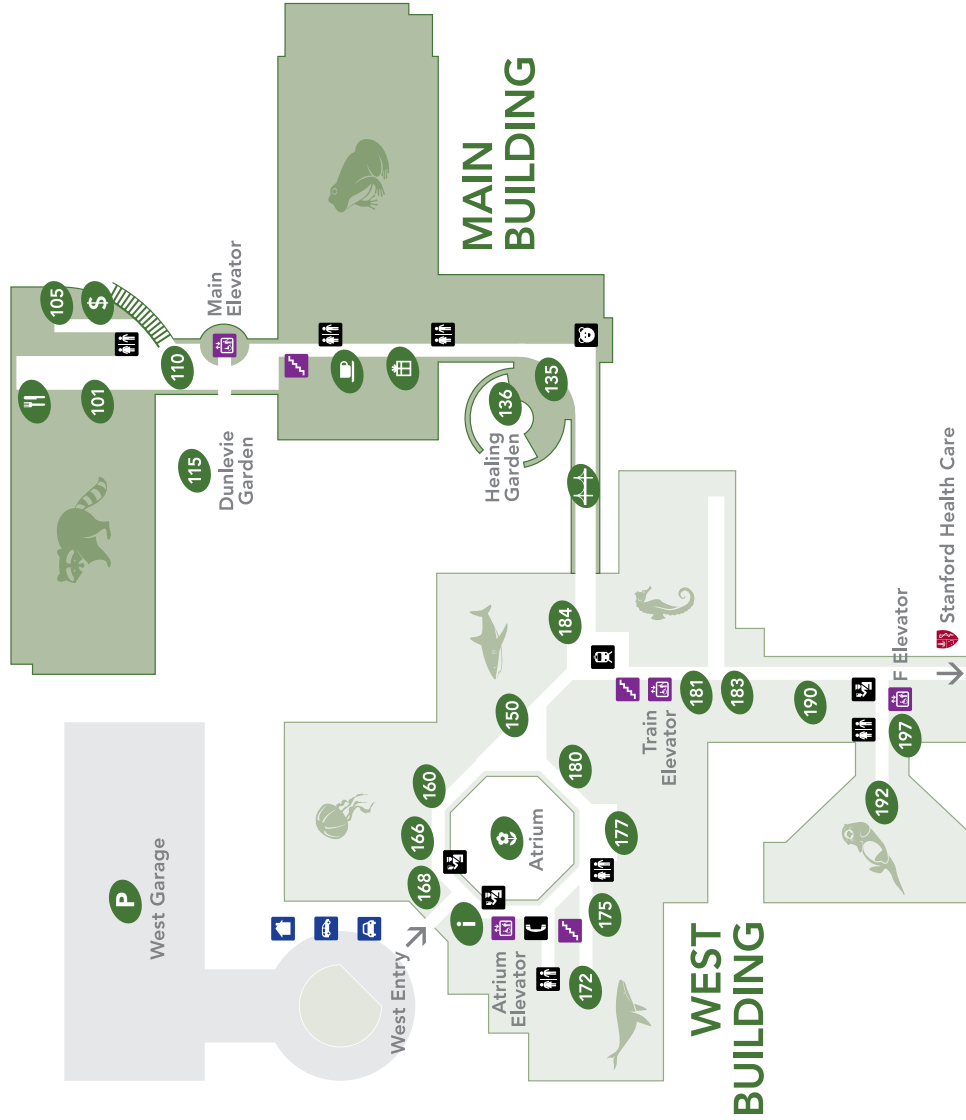 105
$
101
110
P
West Garage
115
Dunlevie
Garden
Main
Elevator
MAIN
BUILDING
Healing
Garden
136
135
West Entry
168
166
160
i
Atrium
Elevator
Atrium
150
184
172
175
177
180
Train
Elevator
181
183
190
192
197
F Elevator
Stanford Health Care
WEST
BUILDING